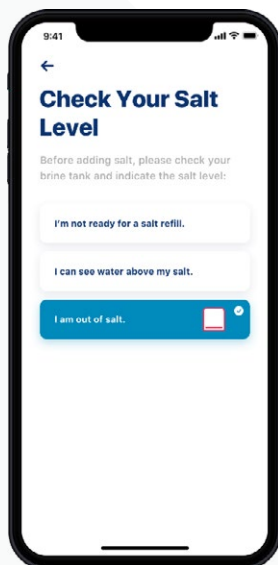 9:41
Check Your Salt
Level
Before adding salt, please check your
brine tank and indicate the salt level:
I'm not ready for a salt refill.
I can see water above my salt.
I am out of salt.